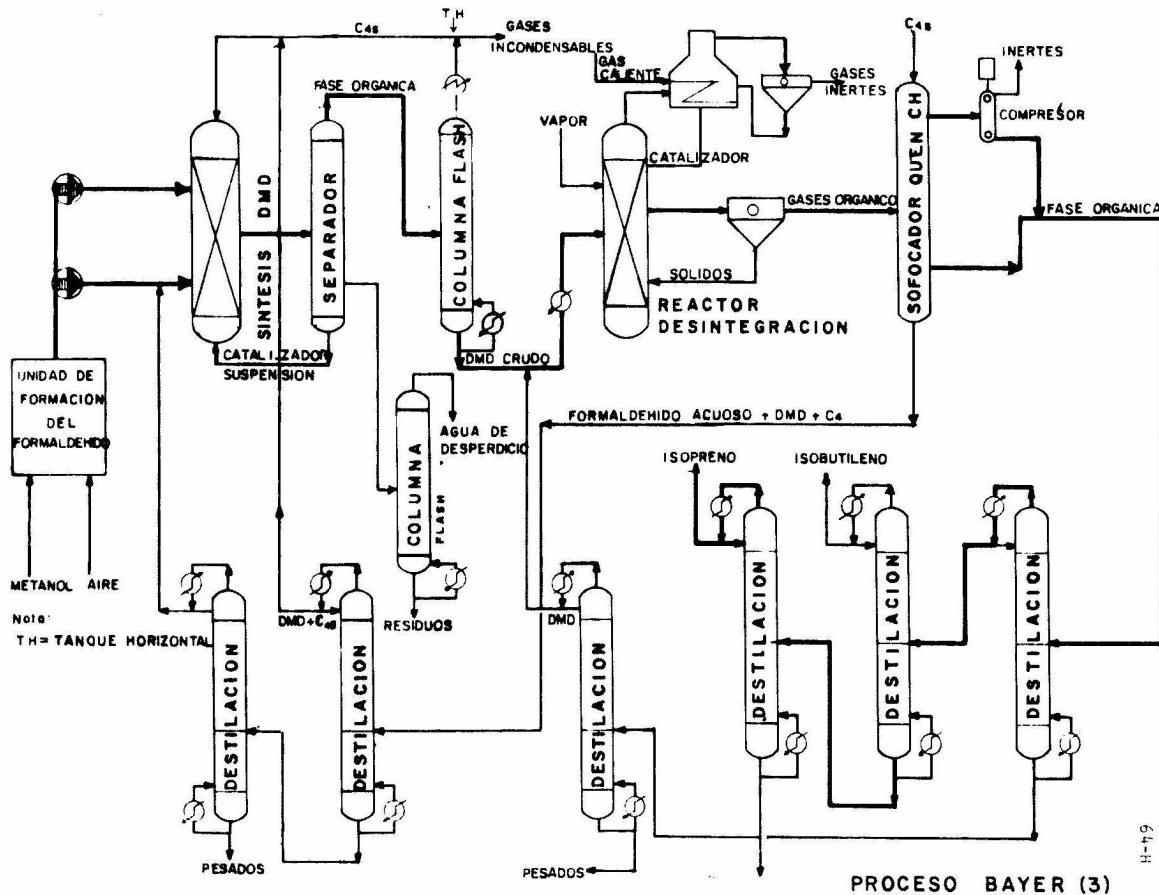 T H
C4s
GASES
INCONDENSABLES
GAS
CALIENTE
GASES
INERTES
C4s
INERTES
COMPRESOR
FASE ORGANICA
VAPOR
CATALIZADOR
GASES ORGANICO
SOLIDOS
FASE ORGANICA
SINTESIS DMD
SEPARADOR
COLUMNA FLASH
REACTOR
DESINTEGRACION
SOFOCADOR QUEN CH
CATALIZADOR
SUSPENSION
DMD CRUDO
UNIDAD DE
FORMACION
DEL
FORMALDEHIDO
METANOL AIRE
AGUA DE
DESPERDICIO
COLUMNA
FLASH
RESIDUOS
FORMALDEHIDO ACUOSO + DMD + C4
ISOPRENO
ISOBUTILENO
Nota:
TH= TANQUE HORIZONTAL
DMD+C4s
DMD
DESTILACION
DESTILACION
DESTILACION
DESTILACION
DESTILACION
DESTILACION
PESADOS
PESADOS
64-H
PROCESO BAYER (3)